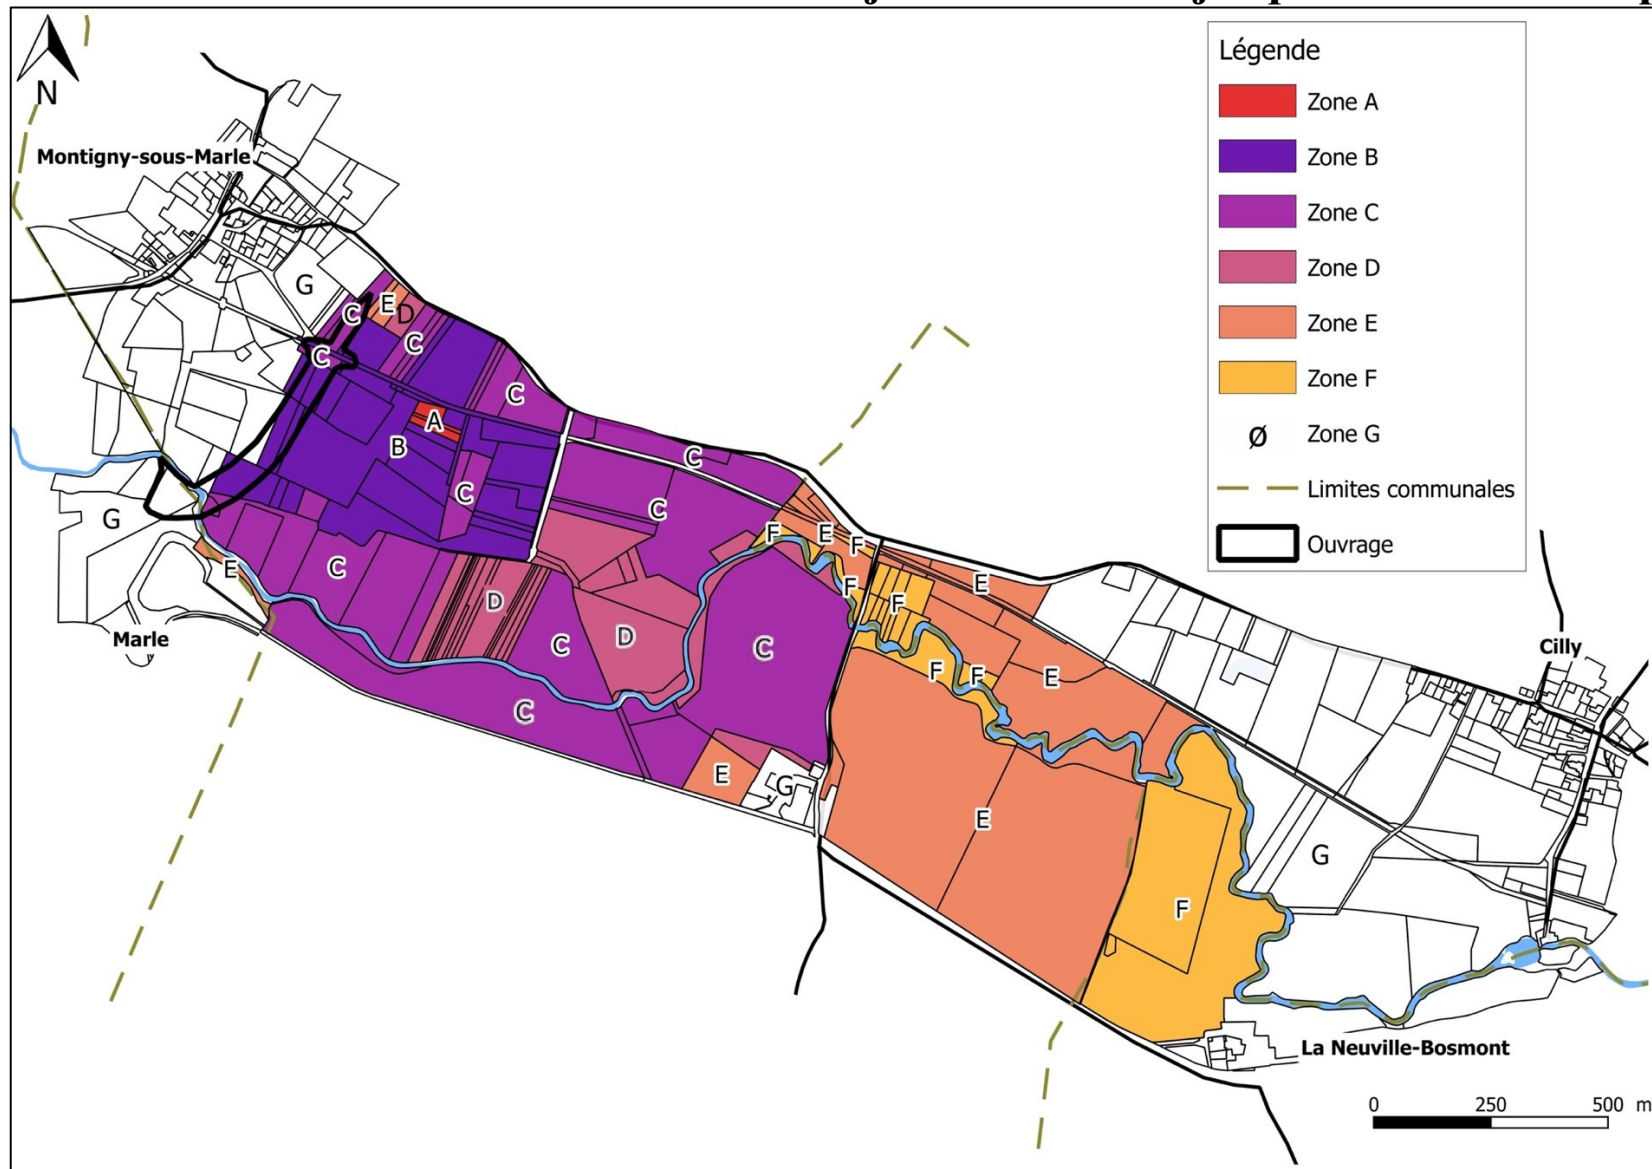 N
Montigny-sous-Marle
Légende
Zone A
Zone B
Zone C
Zone D
Zone E
Zone F
Ø Zone G
Limites communales
Ouvrage
G
C
E
D
C
C
C
A
B
C
C
C
G
E
C
D
C
D
C
C
F
E
F
F
F
E
F
F
E
E
G
E
F
G
Marle
Cilly
La Neuville-Bosmont
0 250 500 m